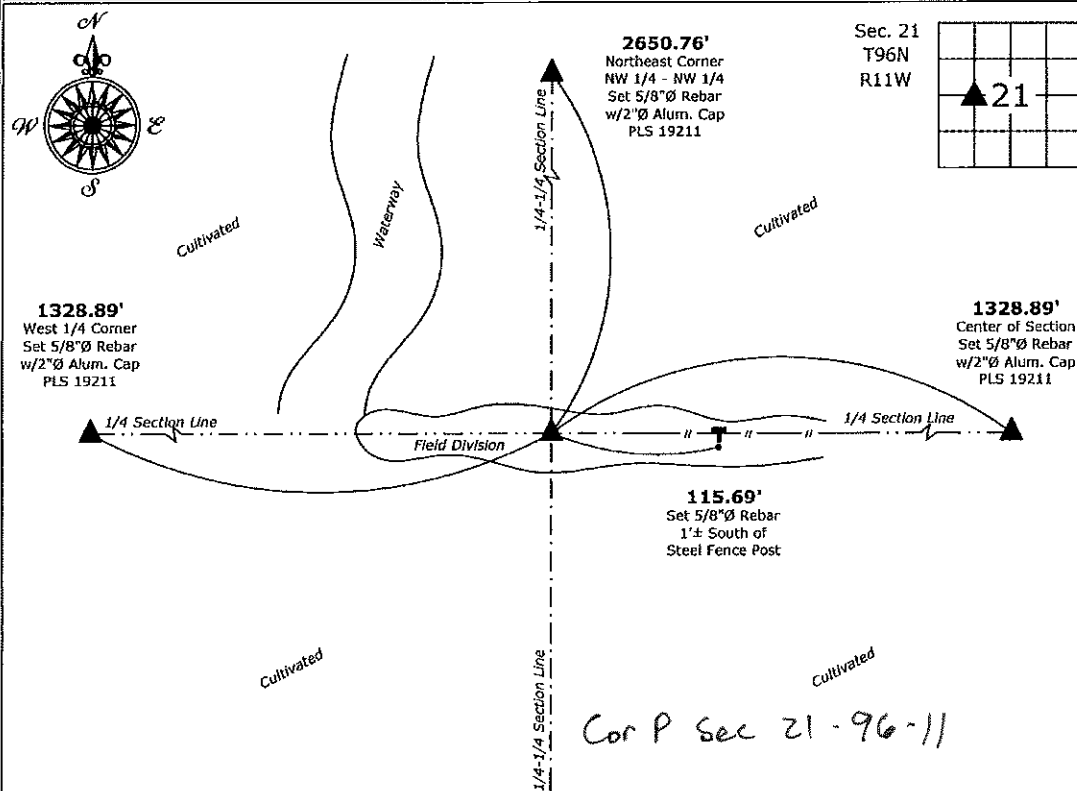 N
W
E
S
2650.76'
Northeast Corner
NW 1/4 - NW 1/4
Set 5/8"Ø Rebar
w/2"Ø Alum. Cap
PLS 19211
Sec. 21
T96N
R11W
21
1/4-1/4 Section Line
Waterway
Cultivated
Cultivated
1328.89'
West 1/4 Corner
Set 5/8"Ø Rebar
w/2"Ø Alum. Cap
PLS 19211
1328.89'
Center of Section
Set 5/8"Ø Rebar
w/2"Ø Alum. Cap
PLS 19211
1/4 Section Line
1/4 Section Line
Field Division
115.69'
Set 5/8"Ø Rebar
1'± South of
Steel Fence Post
Cultivated
Cultivated
1/4-1/4 Section Line
Cor P Sec 21-96-11